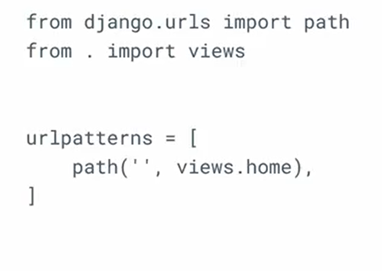 from django.urls import path
from . import views
urlpatterns = [
    path('', views.home),
]